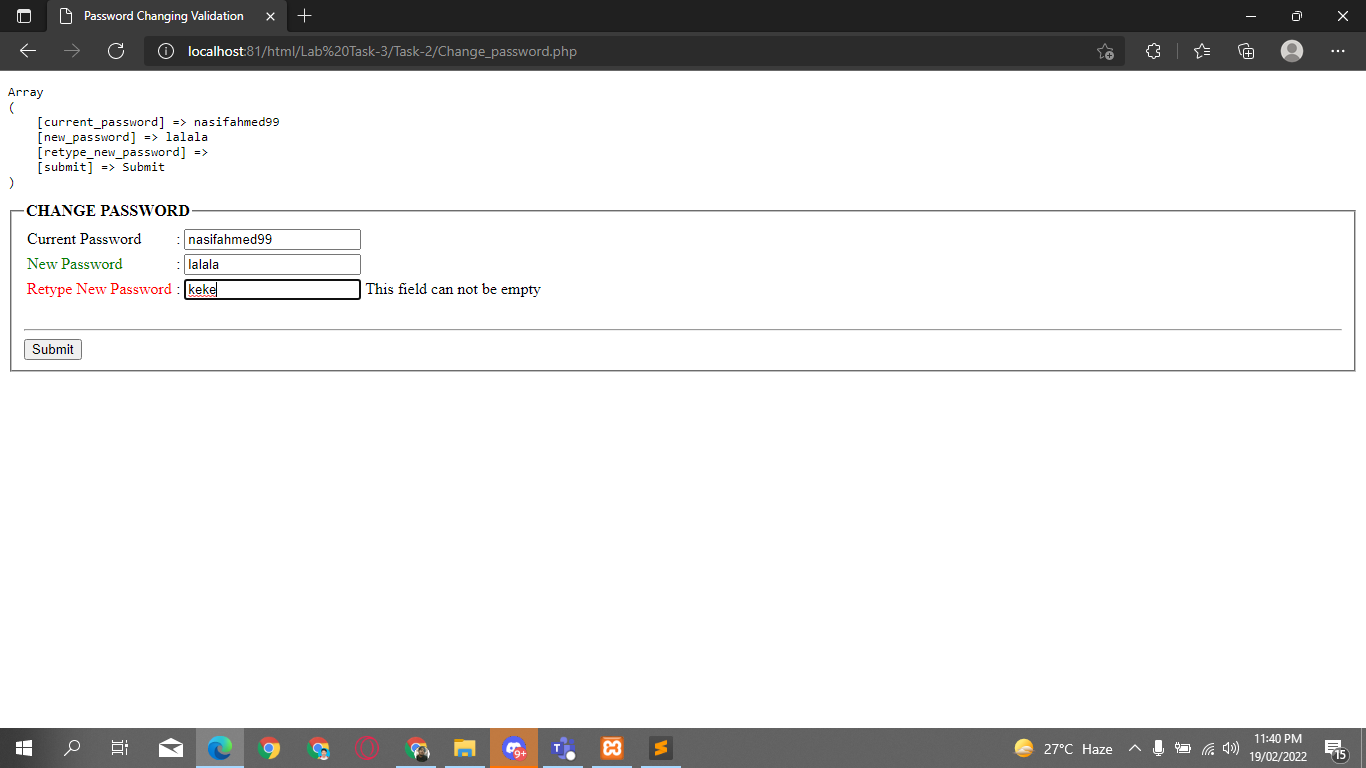 Password Changing Validation
localhost:81/html/Lab%20Task-3/Task-2/Change_password.php
Array
(
[current_password] => nasifahmed99
[new_password] => lalala
[retype_new_password] =>
[submit] => Submit
)
CHANGE PASSWORD
Current Password : nasifahmed99
New Password : lalala
Retype New Password : keke This field can not be empty
Submit
9+
27°C Haze
11:40 PM
19/02/2022
15